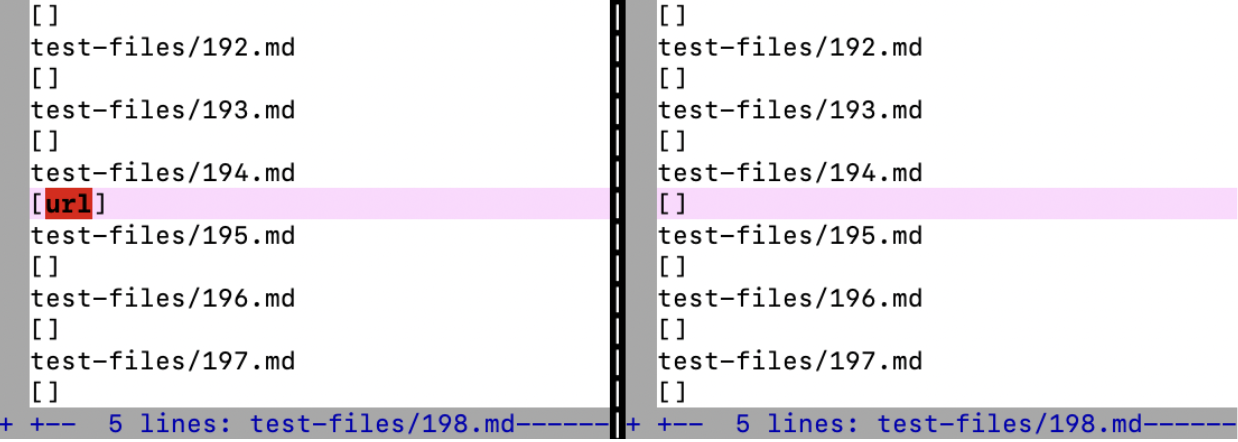 []
test-files/192.md
[]
test-files/193.md
[]
test-files/194.md
[url]
test-files/195.md
[]
test-files/196.md
[]
test-files/197.md
[]
+ +-- 5 lines: test-files/198.md------
[]
test-files/192.md
[]
test-files/193.md
[]
test-files/194.md
[]
test-files/195.md
[]
test-files/196.md
[]
test-files/197.md
[]
+ +-- 5 lines: test-files/198.md------